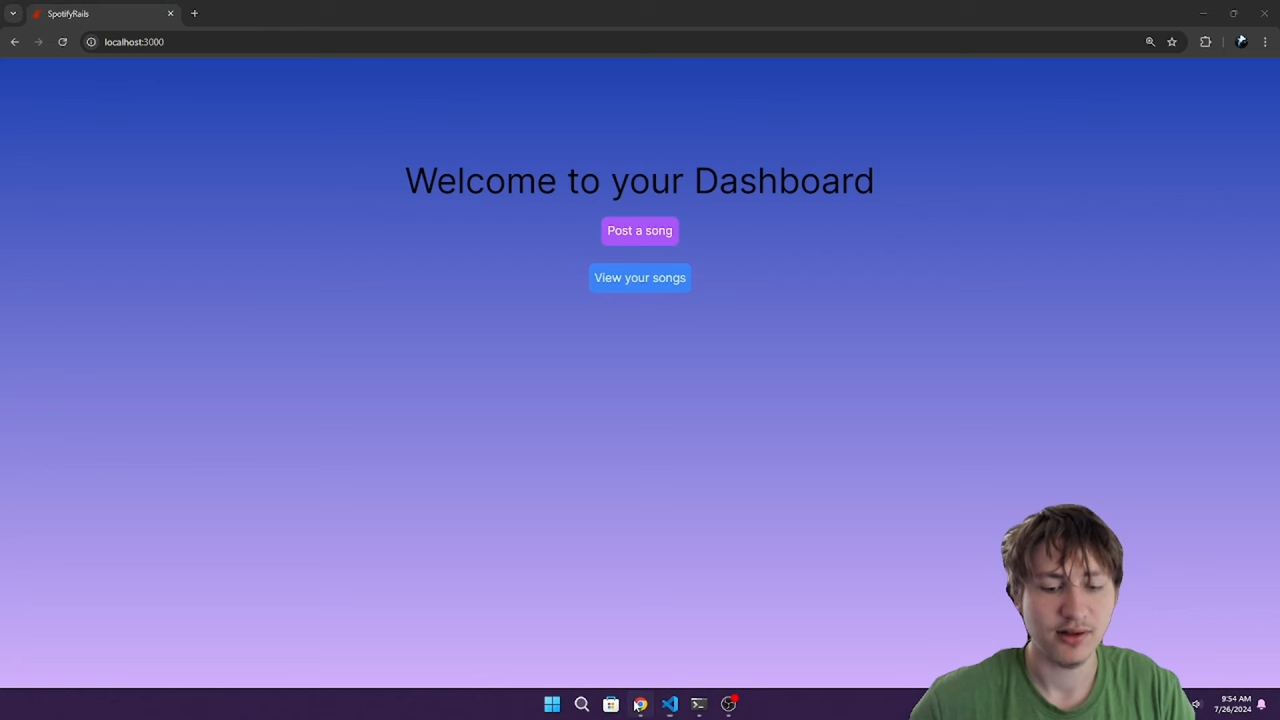 SpotifyRails
localhost:3000
Welcome to your Dashboard
Post a song
View your songs
9:54 AM
7/26/2024